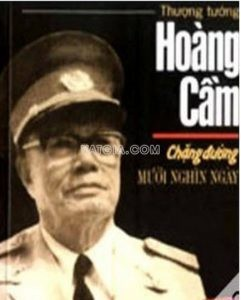 Thượng tướng
Hoàng
Cầm
VATGIA.COM
Chặng đường
MƯỜI NGHÌN NGÀY